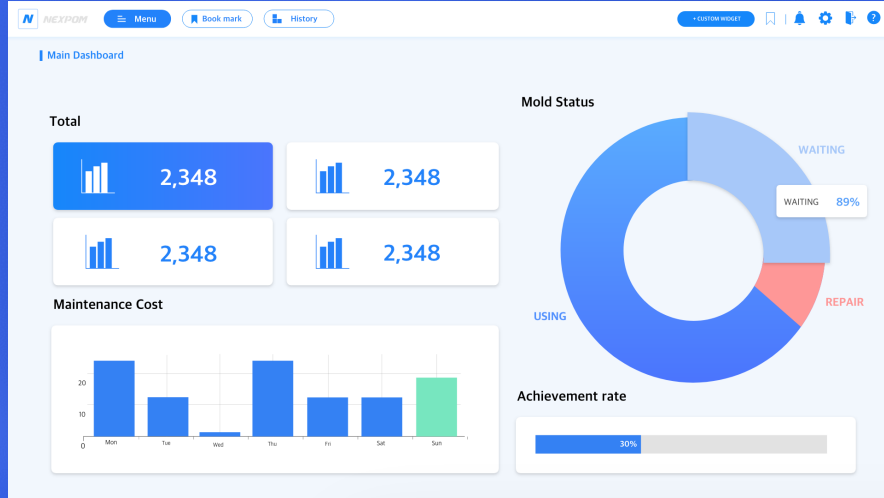 N NEXPOM
Menu
Book mark
History
+ CUSTOM WIDGET
?
Main Dashboard
Total
2,348
2,348
2,348
2,348
Mold Status
WAITING
WAITING 89%
REPAIR
USING
Maintenance Cost
20
10
0
Mon Tue Wed Thu Fri Sat Sun
Achievement rate
30%